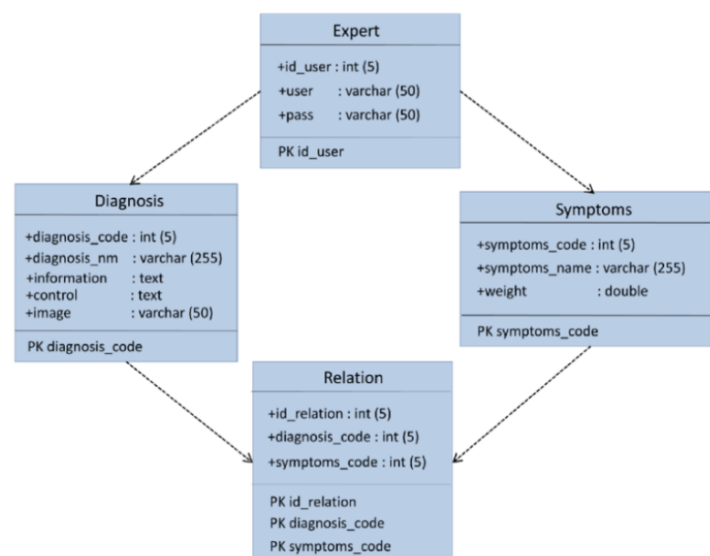 Expert
+id_user : int (5)
+user : varchar (50)
+pass : varchar (50)
PK id_user
Diagnosis
+diagnosis_code : int (5)
+diagnosis_nm : varchar (255)
+information : text
+control : text
+image : varchar (50)
PK diagnosis_code
Symptoms
+symptoms_code : int (5)
+symptoms_name : varchar (255)
+weight : double
PK symptoms_code
Relation
+id_relation : int (5)
+diagnosis_code : int (5)
+symptoms_code : int (5)
PK id_relation
PK diagnosis_code
PK symptoms_code